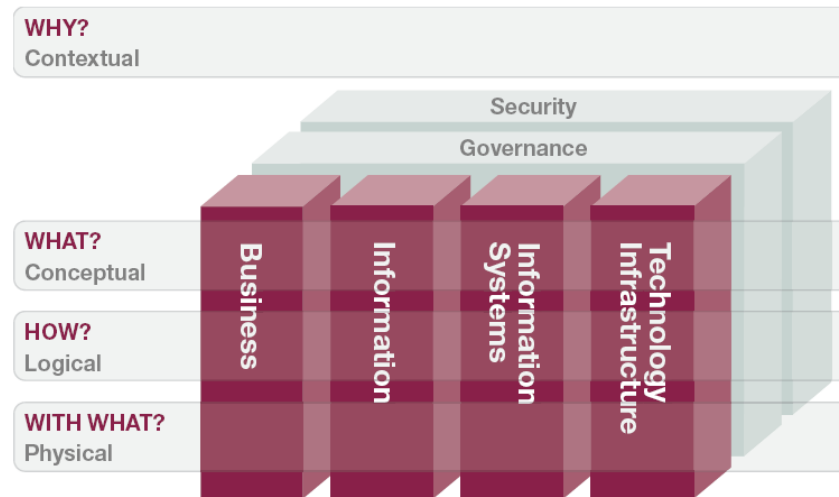 WHY?
Contextual
Security
Governance
WHAT?
Conceptual
HOW?
Logical
WITH WHAT?
Physical
Business
Information
Information
Systems
Technology
Infrastructure